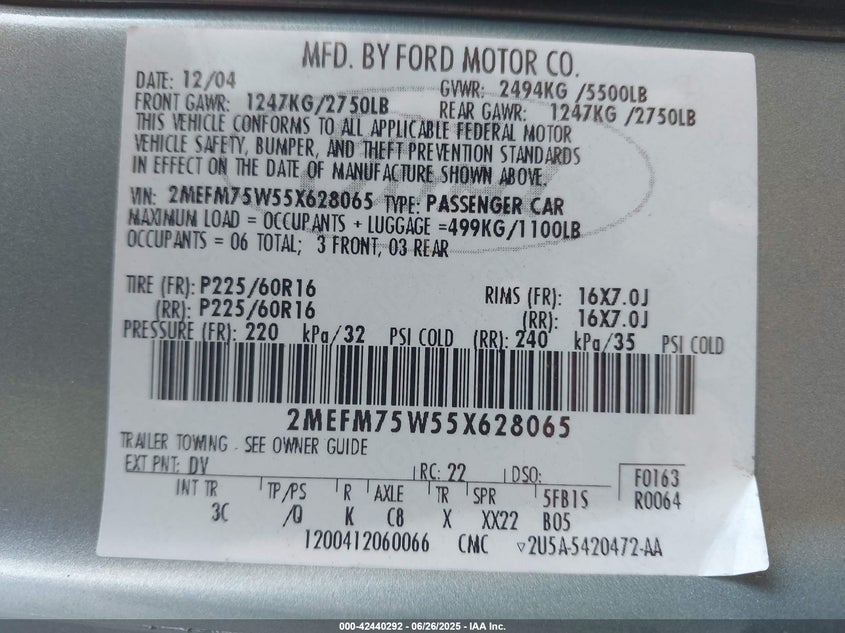 MFD. BY FORD MOTOR CO.
DATE: 12/04 GVWR: 2494KG /5500LB
FRONT GAWR: 1247KG/2750LB REAR GAWR: 1247KG /2750LB
THIS VEHICLE CONFORMS TO ALL APPLICABLE FEDERAL MOTOR
VEHICLE SAFETY, BUMPER, AND THEFT PREVENTION STANDARDS
IN EFFECT ON THE DATE OF MANUFACTURE SHOWN ABOVE.
VIN: 2MEFM75W55X628065 TYPE: PASSENGER CAR
MAXIMUM LOAD = OCCUPANTS + LUGGAGE =499KG/1100LB
OCCUPANTS = 06 TOTAL; 3 FRONT, 03 REAR
TIRE (FR): P225/60R16 RIMS (FR): 16X7.0J
(RR): P225/60R16 (RR): 16X7.0J
PRESSURE (FR): 220 kPa/32 PSI COLD (RR): 240 kPa/35 PSI COLD
2MEFM75W55X628065
TRAILER TOWING - SEE OWNER GUIDE
EXT PNT: DV RC: 22 DSO: F0163
INT TR TP/PS R AXLE TR SPR 5FB1S R0064
3C /Q K C8 X XX22 B05
1200412060066 CMC ▽2U5A-5420472-AA
000-42440292 - 06/26/2025 - IAA Inc.